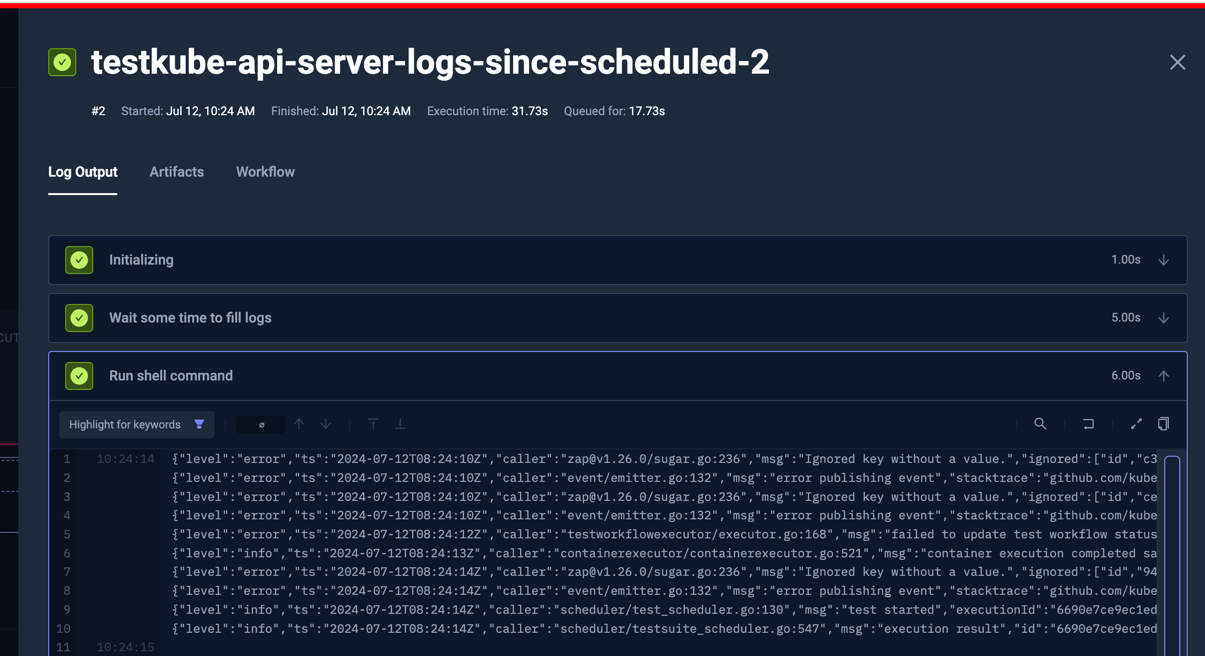 testkube-api-server-logs-since-scheduled-2
#2 Started: Jul 12, 10:24 AM Finished: Jul 12, 10:24 AM Execution time: 31.73s Queued for: 17.73s
Log Output Artifacts Workflow
Initializing 1.00s
Wait some time to fill logs 5.00s
CUT
Run shell command 6.00s
Highlight for keywords ø
1 10:24:14 {"level":"error","ts":"2024-07-12T08:24:10Z","caller":"zap@v1.26.0/sugar.go:236","msg":"Ignored key without a value.","ignored":["id","c3
2 {"level":"error","ts":"2024-07-12T08:24:10Z","caller":"event/emitter.go:132","msg":"error publishing event","stacktrace":"github.com/kube
3 {"level":"error","ts":"2024-07-12T08:24:10Z","caller":"zap@v1.26.0/sugar.go:236","msg":"Ignored key without a value.","ignored":["id","ce
4 {"level":"error","ts":"2024-07-12T08:24:10Z","caller":"event/emitter.go:132","msg":"error publishing event","stacktrace":"github.com/kube
5 {"level":"error","ts":"2024-07-12T08:24:12Z","caller":"testworkflowexecutor/executor.go:168","msg":"failed to update test workflow status
6 {"level":"info","ts":"2024-07-12T08:24:13Z","caller":"containerexecutor/containerexecutor.go:521","msg":"container execution completed sa
7 {"level":"error","ts":"2024-07-12T08:24:14Z","caller":"zap@v1.26.0/sugar.go:236","msg":"Ignored key without a value.","ignored":["id","94
8 {"level":"error","ts":"2024-07-12T08:24:14Z","caller":"event/emitter.go:132","msg":"error publishing event","stacktrace":"github.com/kube
9 {"level":"info","ts":"2024-07-12T08:24:14Z","caller":"scheduler/test_scheduler.go:130","msg":"test started","executionId":"6690e7ce9ec1ed
10 {"level":"info","ts":"2024-07-12T08:24:14Z","caller":"scheduler/testsuite_scheduler.go:547","msg":"execution result","id":"6690e7ce9ec1ed
11 10:24:15